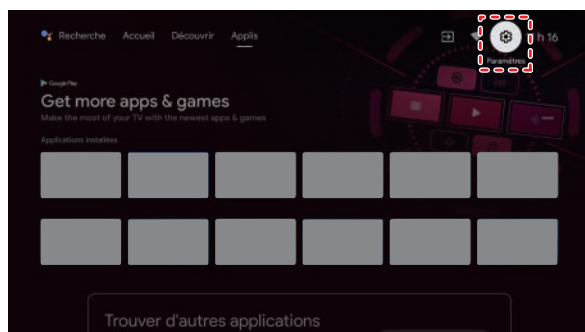 Recherche Accueil Découvrir Applis
h 16
Paramètres
Google Play
Get more apps & games
Make the most of your TV with the newest apps & games
Applications installées
Trouver d'autres applications